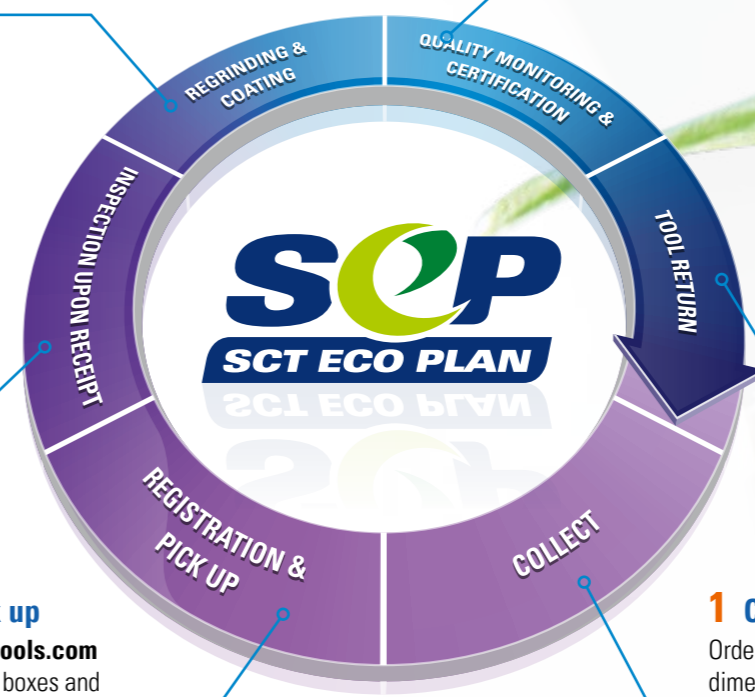 REGRINDING &
COATING
QUALITY MONITORING &
CERTIFICATION
INSPECTION UPON RECEIPT
TOOL RETURN
SEP
SCT ECO PLAN
REGISTRATION &
PICK UP
COLLECT
up
ools.com
boxes and
1
Orde
dime